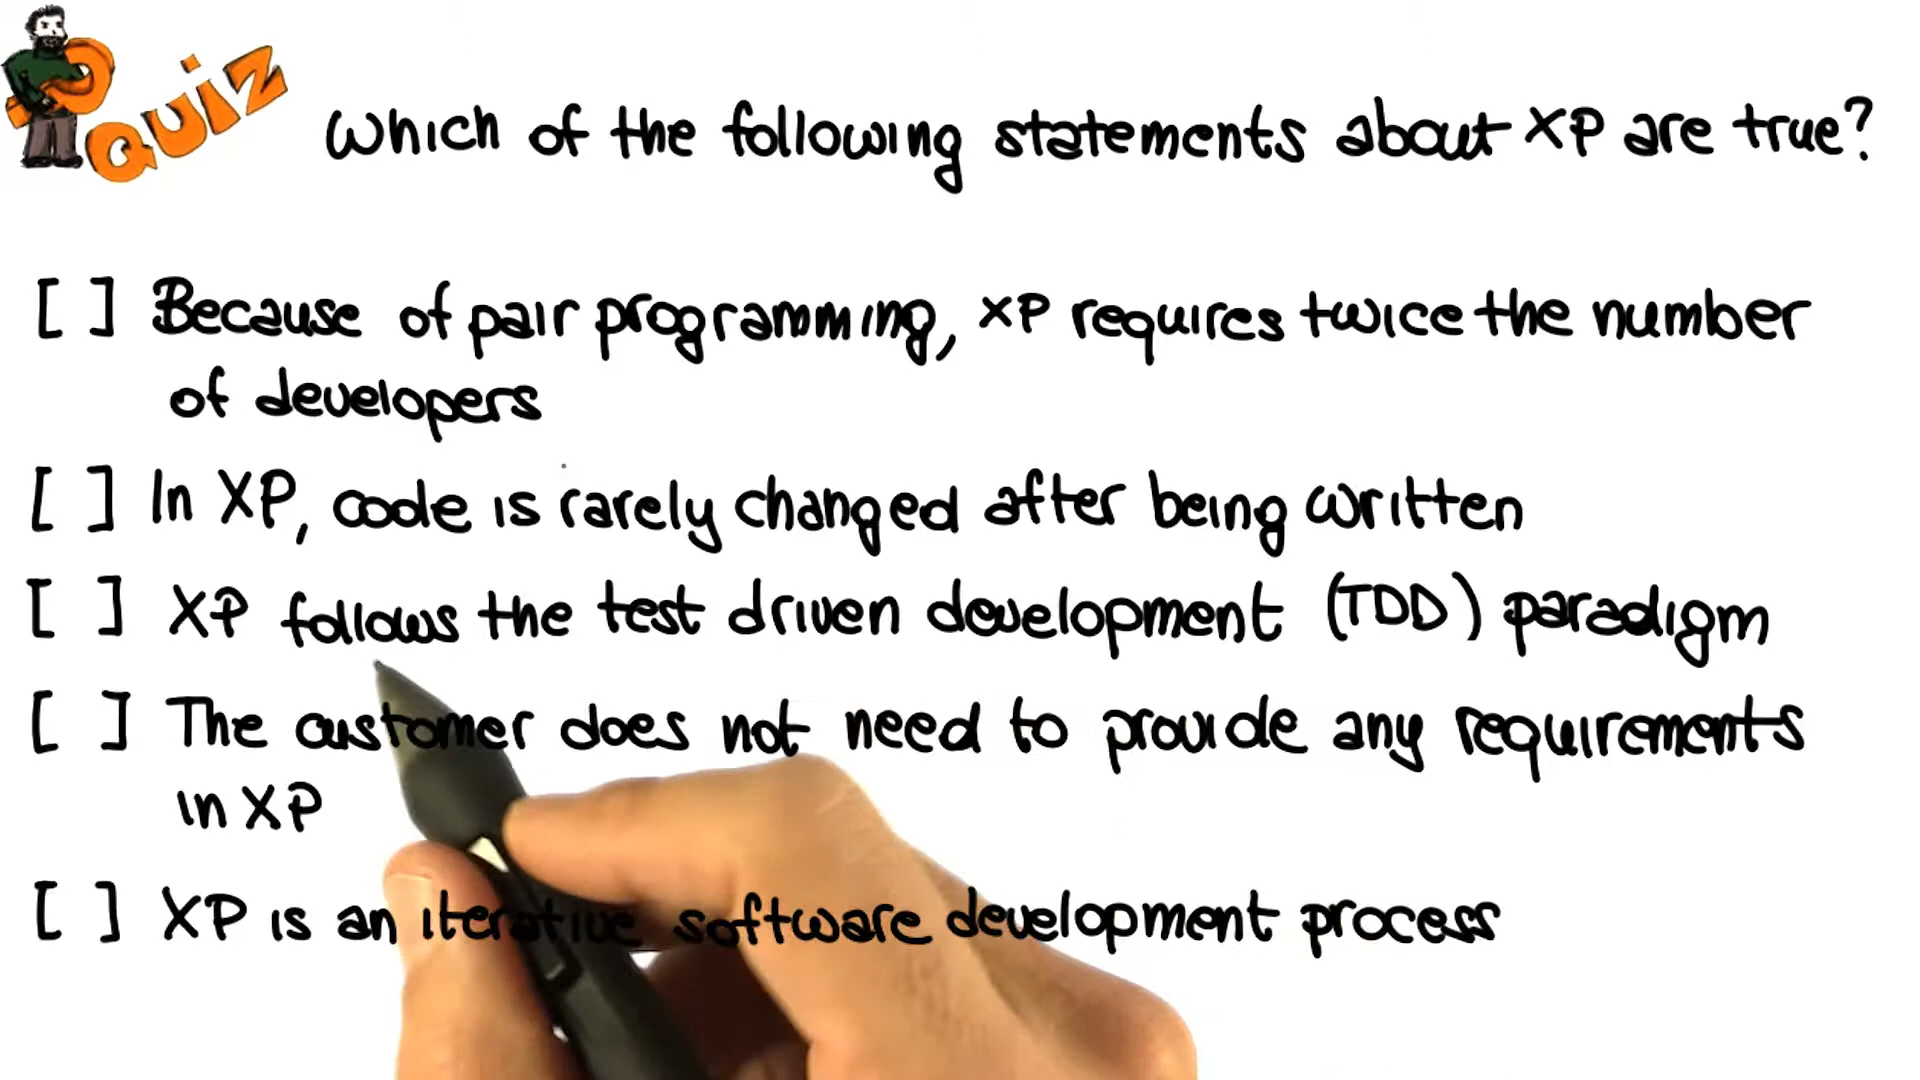 QUIZ
Which of the following statements about XP are true?
[ ] Because of pair programming, XP requires twice the number
of developers
[ ] In XP, code is rarely changed after being written
[ ] XP follows the test driven development (TDD) paradigm
[ ] The customer does not need to provide any requirements
in XP
[ ] XP is an iterative software development process